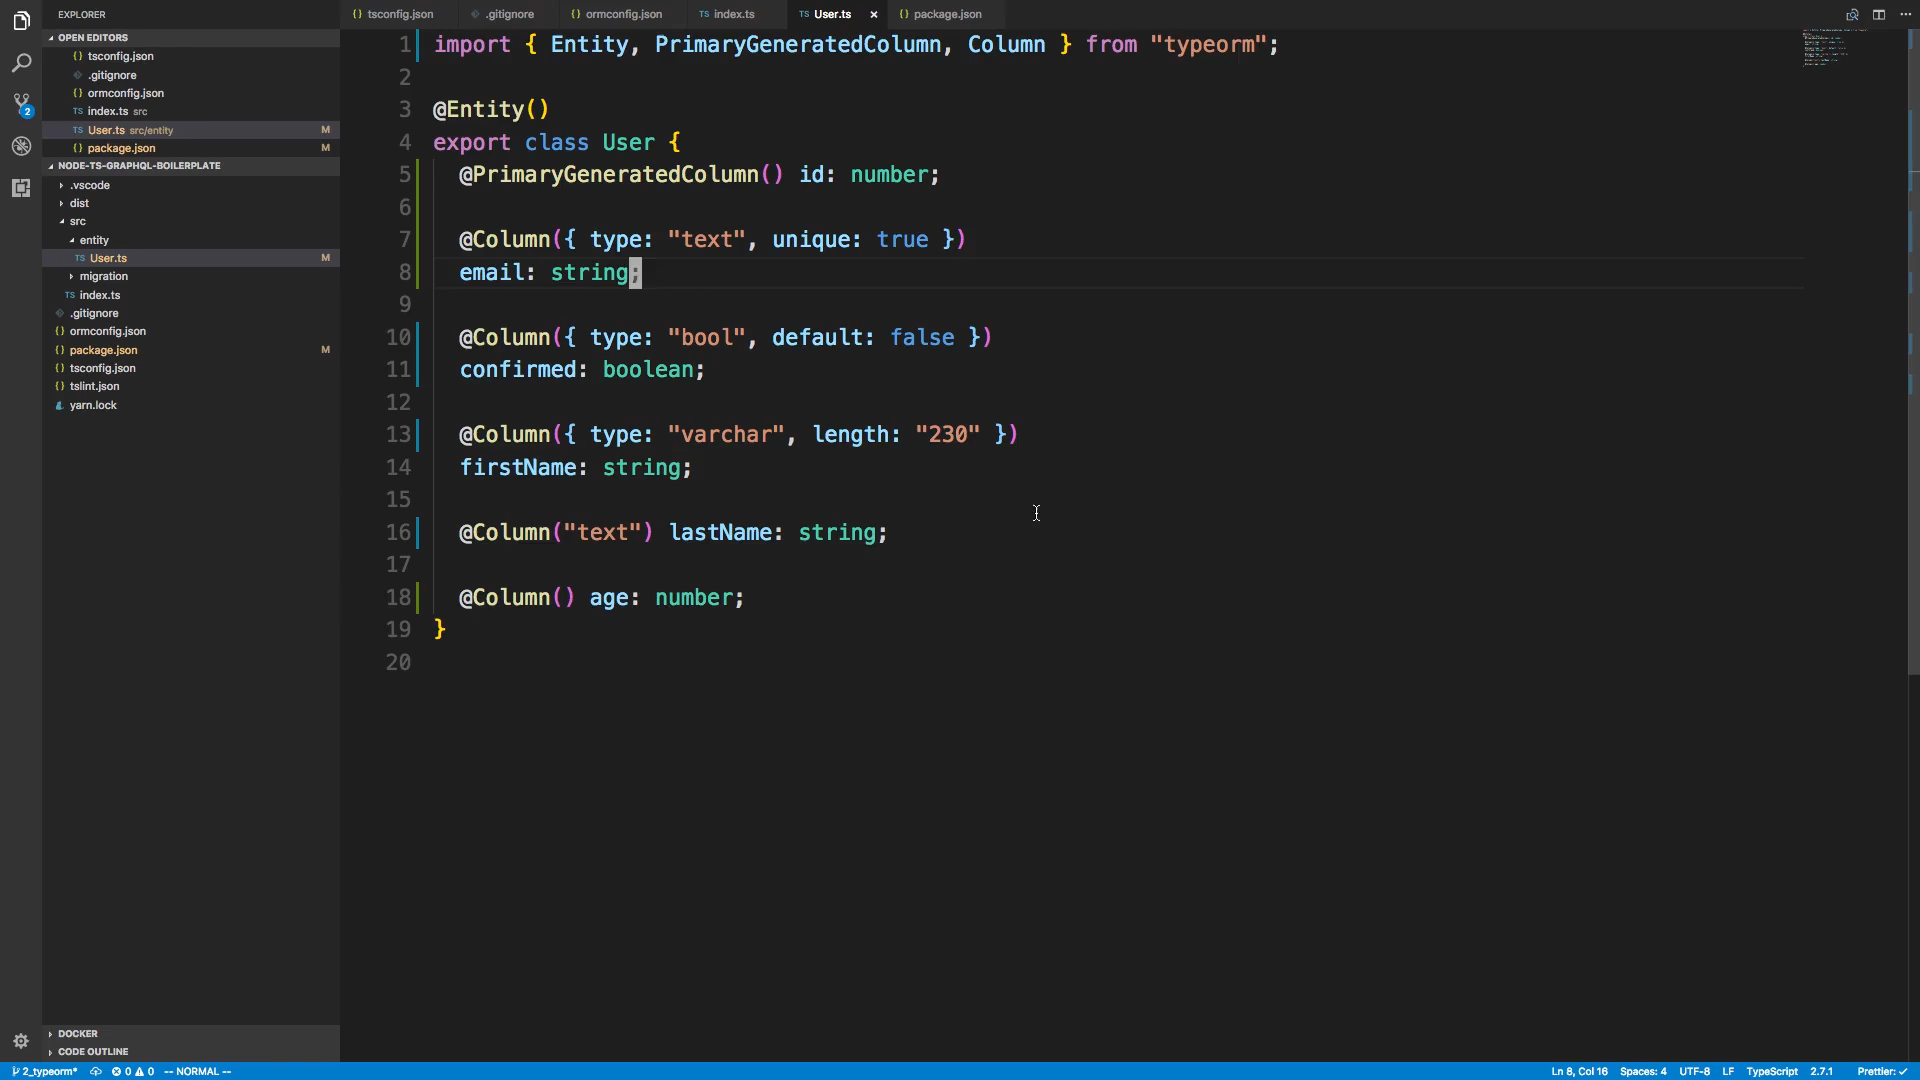 EXPLORER
OPEN EDITORS
{} tsconfig.json
.gitignore
{} ormconfig.json
TS index.ts src
TS User.ts src/entity M
{} package.json M
NODE-TS-GRAPHQL-BOILERPLATE
.vscode
dist
src
entity
TS User.ts M
migration
TS index.ts
.gitignore
{} ormconfig.json
{} package.json M
{} tsconfig.json
{} tslint.json
yarn.lock
DOCKER
CODE OUTLINE
2
{} tsconfig.json .gitignore {} ormconfig.json TS index.ts TS User.ts × {} package.json
1 import { Entity, PrimaryGeneratedColumn, Column } from "typeorm";
2
3 @Entity()
4 export class User {
5 @PrimaryGeneratedColumn() id: number;
6
7 @Column({ type: "text", unique: true })
8 email: string;
9
10 @Column({ type: "bool", default: false })
11 confirmed: boolean;
12
13 @Column({ type: "varchar", length: "230" })
14 firstName: string;
15
16 @Column("text") lastName: string;
17
18 @Column() age: number;
19 }
20
2_typeorm* 0 0 -- NORMAL -- Ln 8, Col 16 Spaces: 4 UTF-8 LF TypeScript 2.7.1 Prettier: ✓